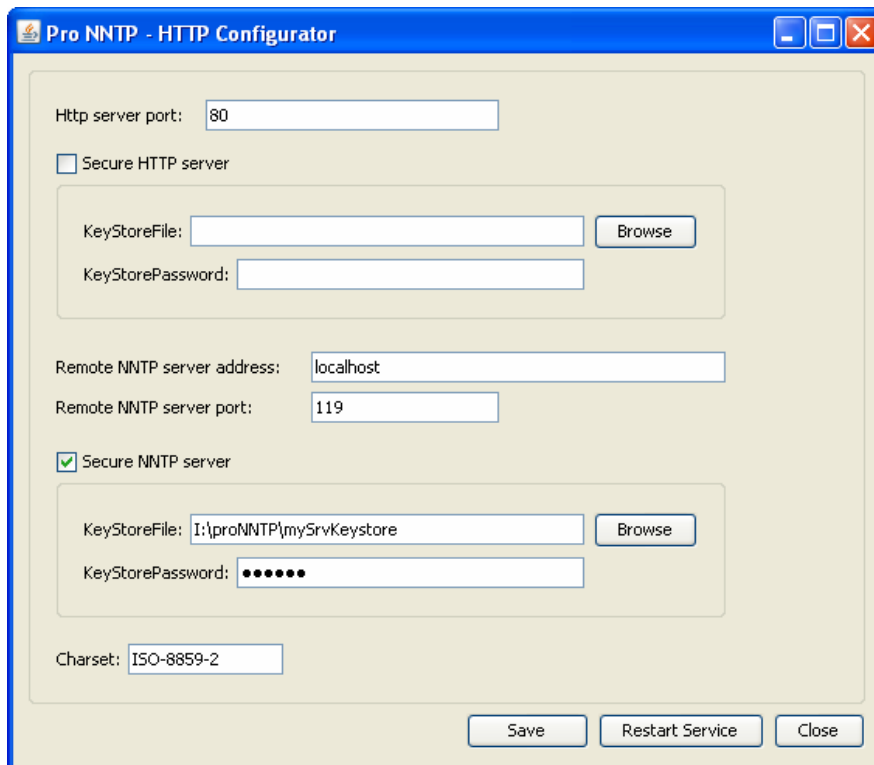 Pro NNTP - HTTP Configurator
Http server port: 80
Secure HTTP server
KeyStoreFile: Browse
KeyStorePassword:
Remote NNTP server address: localhost
Remote NNTP server port: 119
Secure NNTP server
KeyStoreFile: I:\proNNTP\mySrvKeystore Browse
KeyStorePassword: ●●●●●●
Charset: ISO-8859-2
Save Restart Service Close